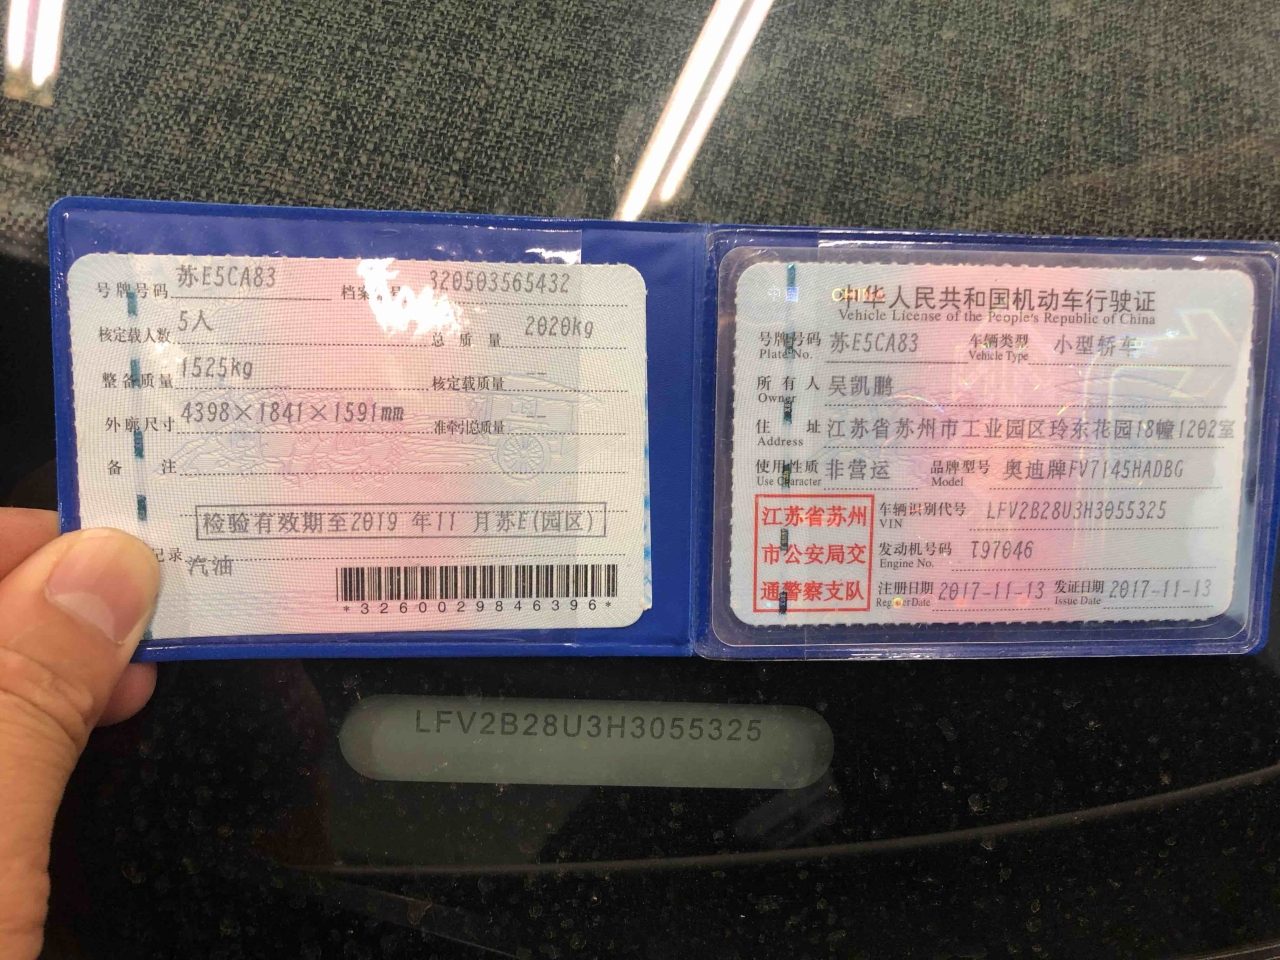 号牌号码 苏E5CA83 档案 号 320503565432
核定载人数 5人 总质量 2020kg
整备质量 1525kg 核定载质量 --
外廓尺寸 4398×1841×1591mm 准牵引总质量 --
备注
检验有效期至2019 年11 月苏E(园区)
记录 汽油
*3260029846396*
中国 CHINA
中华人民共和国机动车行驶证
Vehicle License of the People's Republic of China
号牌号码 苏E5CA83 车辆类型 小型轿车
Plate No. Vehicle Type
所有人 吴凯鹏
Owner
住址 江苏省苏州市工业园区玲东花园18幢1202室
Address
使用性质 非营运 品牌型号 奥迪牌FV7145HADBG
Use Character Model
江苏省苏州
市公安局交
通警察支队
车辆识别代号 LFV2B28U3H3055325
VIN
发动机号码 T97046
Engine No.
注册日期 2017-11-13 发证日期 2017-11-13
Register Date Issue Date
LFV2B28U3H3055325